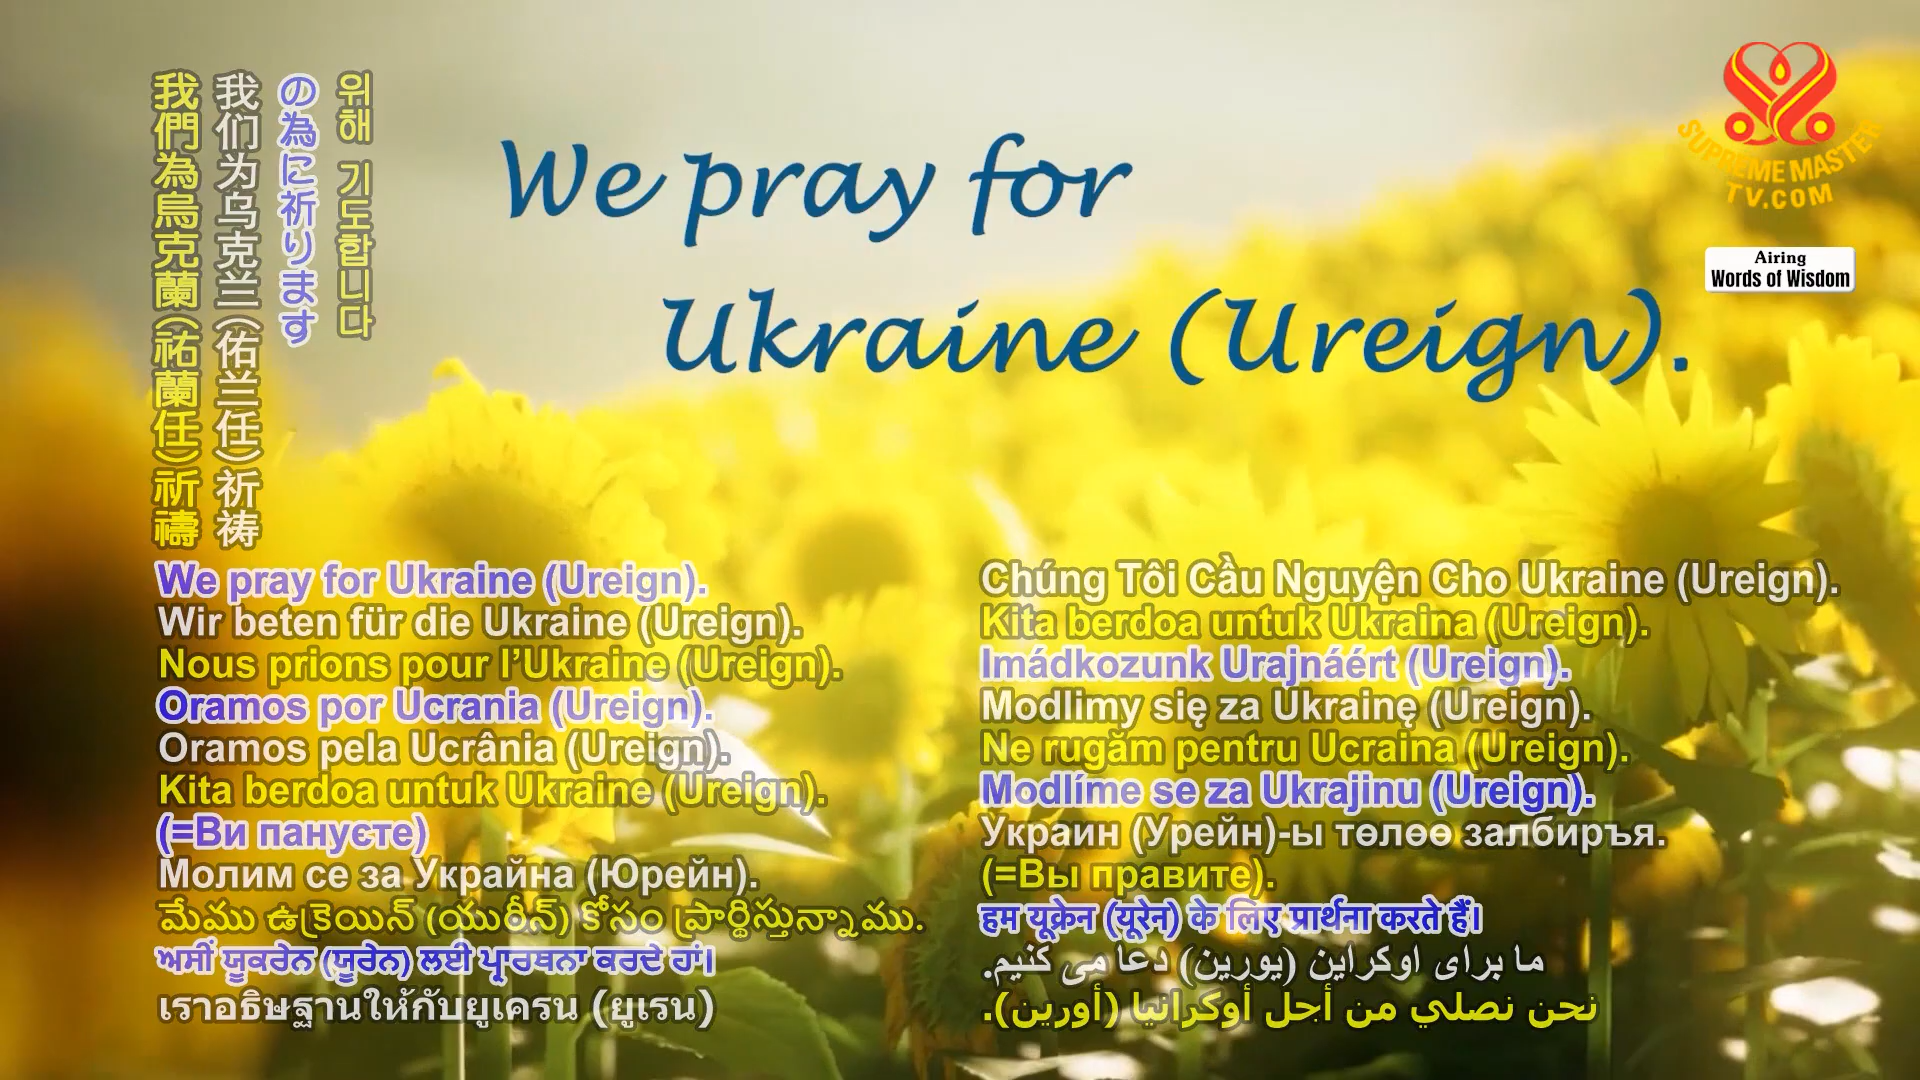 위해 기도합니다
の為に祈ります
我们为乌克兰（佑兰任）祈祷
我們為烏克蘭（祐蘭任）祈禱
We pray for
Ukraine (Ureign).
SUPREME MASTER
TV.COM
Airing
Words of Wisdom
We pray for Ukraine (Ureign).
Wir beten für die Ukraine (Ureign).
Nous prions pour l’Ukraine (Ureign).
Oramos por Ucrania (Ureign).
Oramos pela Ucrânia (Ureign).
Kita berdoa untuk Ukraine (Ureign).
(=Ви пануєте)
Молим се за Украйна (Юрейн).
మేము ఉక్రెయిన్ (యురీన్) కోసం ప్రార్థిస్తున్నాము.
ਅਸੀਂ ਯੂਕਰੇਨ (ਯੂਰੇਨ) ਲਈ ਪ੍ਰਾਰਥਨਾ ਕਰਦੇ ਹਾਂ।
เราอธิษฐานให้กับยูเครน (ยูเรน)
Chúng Tôi Cầu Nguyện Cho Ukraine (Ureign).
Kita berdoa untuk Ukraina (Ureign).
Imádkozunk Urajnáért (Ureign).
Modlimy się za Ukrainę (Ureign).
Ne rugăm pentru Ucraina (Ureign).
Modlíme se za Ukrajinu (Ureign).
Украин (Урейн)-ы төлөө залбиръя.
(=Вы правите).
हम यूक्रेन (यूरेन) के लिए प्रार्थना करते हैं।
ما برای اوکراین (یورین) دعا می کنیم.
نحن نصلي من أجل أوكرانيا (أورين).